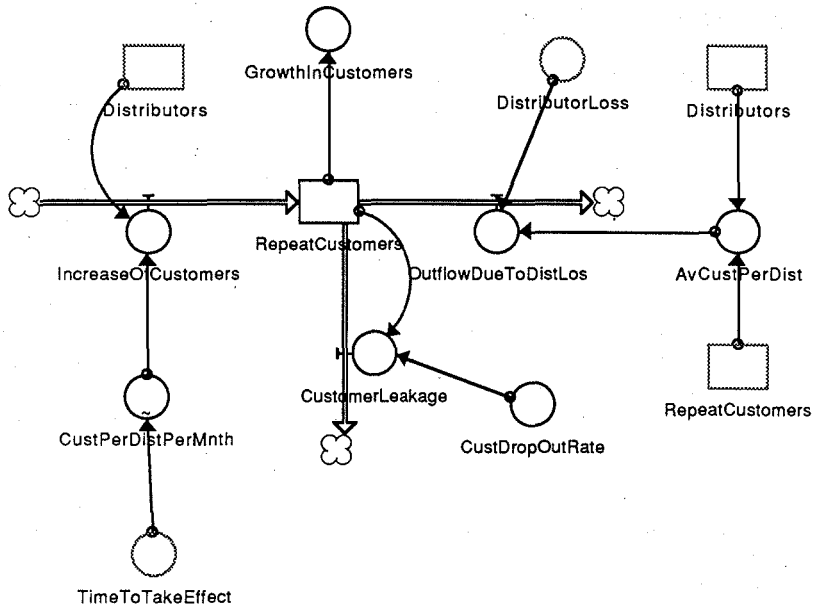 GrowthInCustomers
Distributors
DistributorLoss
Distributors
RepeatCustomers
IncreaseOfCustomers
OutflowDueToDistLos
AvCustPerDist
CustomerLeakage
RepeatCustomers
~
CustPerDistPerMnth
CustDropOutRate
TimeToTakeEffect